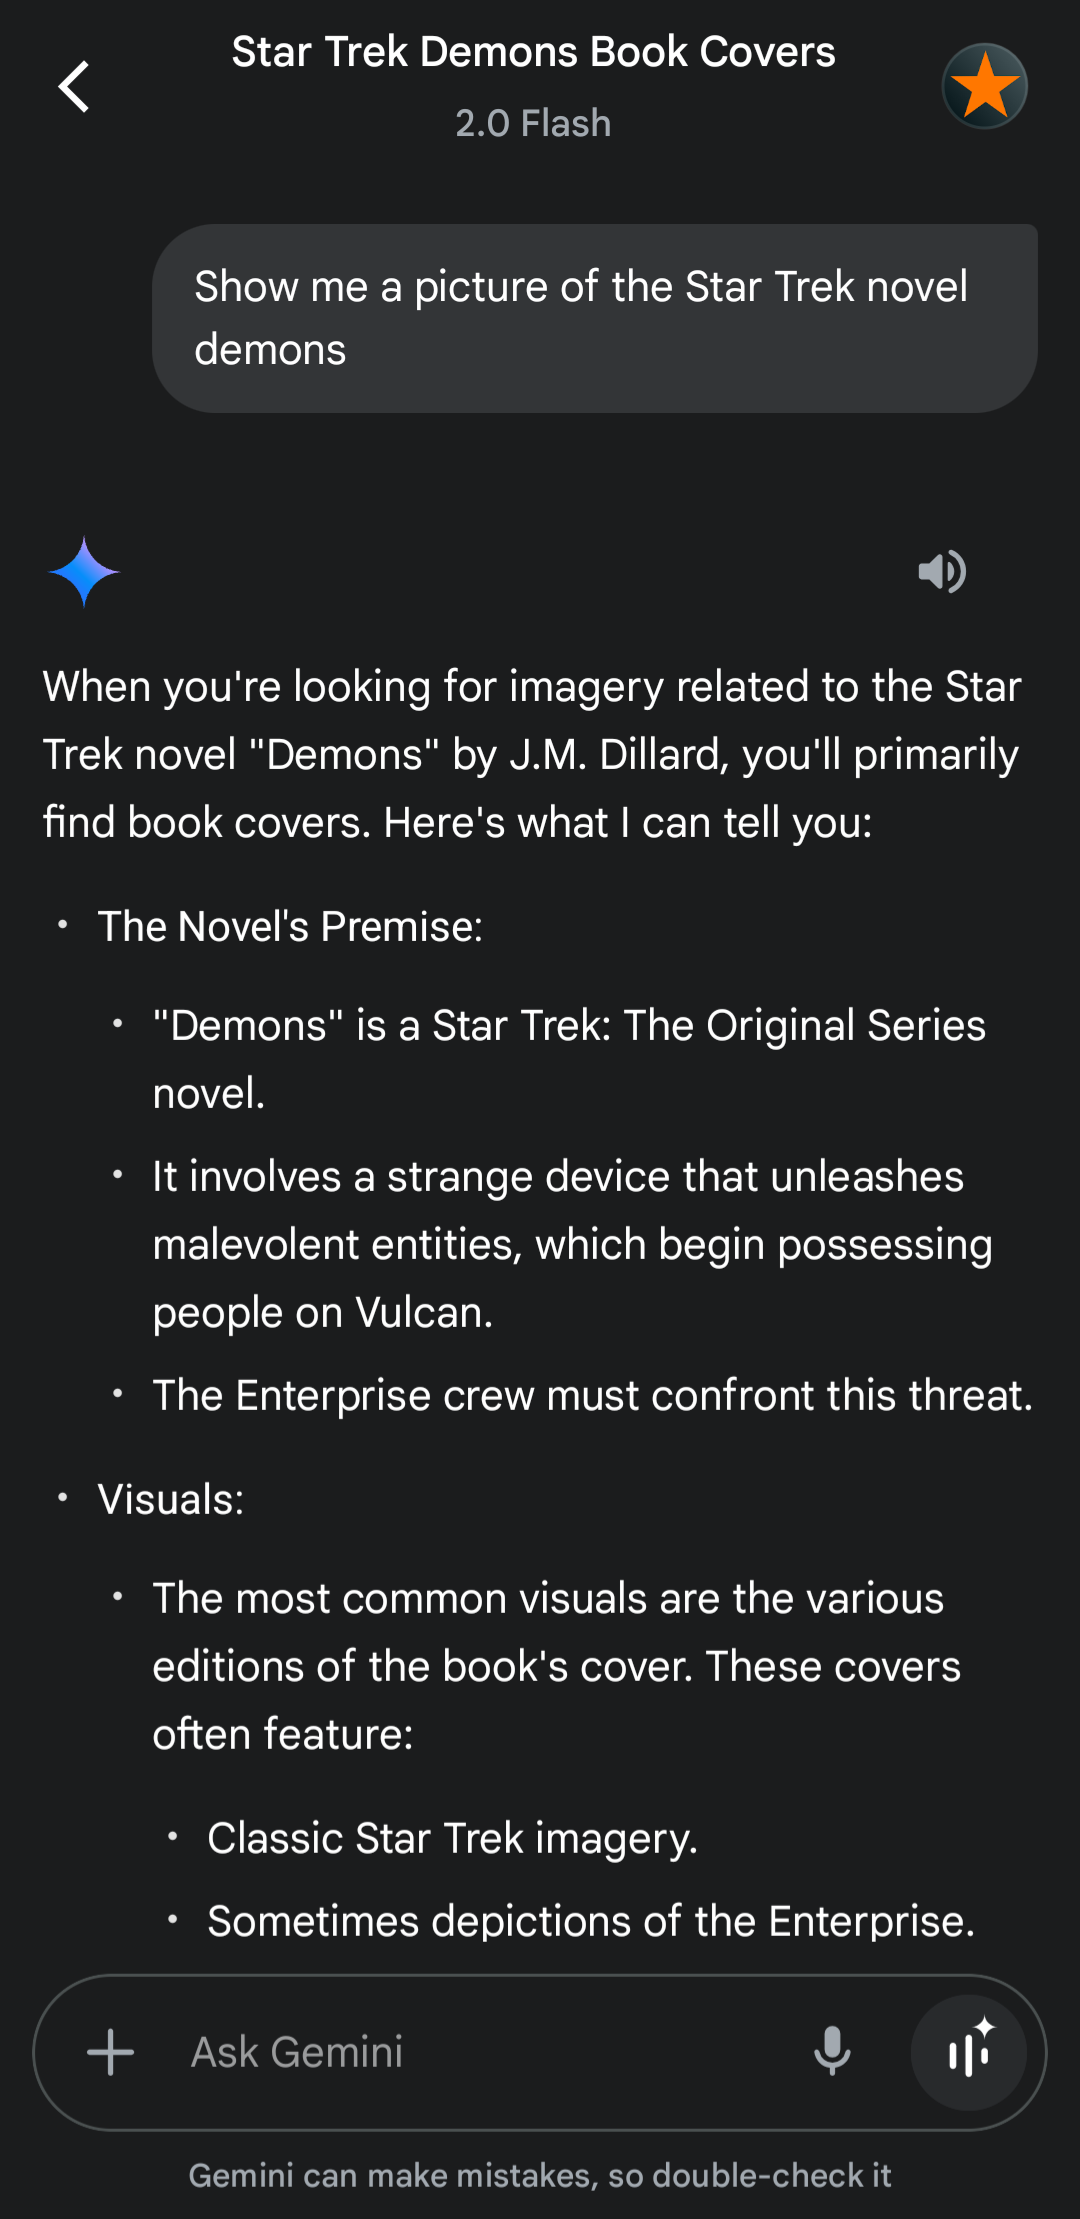 Star Trek Demons Book Covers
2.0 Flash
Show me a picture of the Star Trek novel
demons
When you're looking for imagery related to the Star
Trek novel "Demons" by J.M. Dillard, you'll primarily
find book covers. Here's what I can tell you:
• The Novel's Premise:
• "Demons" is a Star Trek: The Original Series
novel.
• It involves a strange device that unleashes
malevolent entities, which begin possessing
people on Vulcan.
• The Enterprise crew must confront this threat.
• Visuals:
• The most common visuals are the various
editions of the book's cover. These covers
often feature:
• Classic Star Trek imagery.
• Sometimes depictions of the Enterprise.
Ask Gemini
Gemini can make mistakes, so double-check it